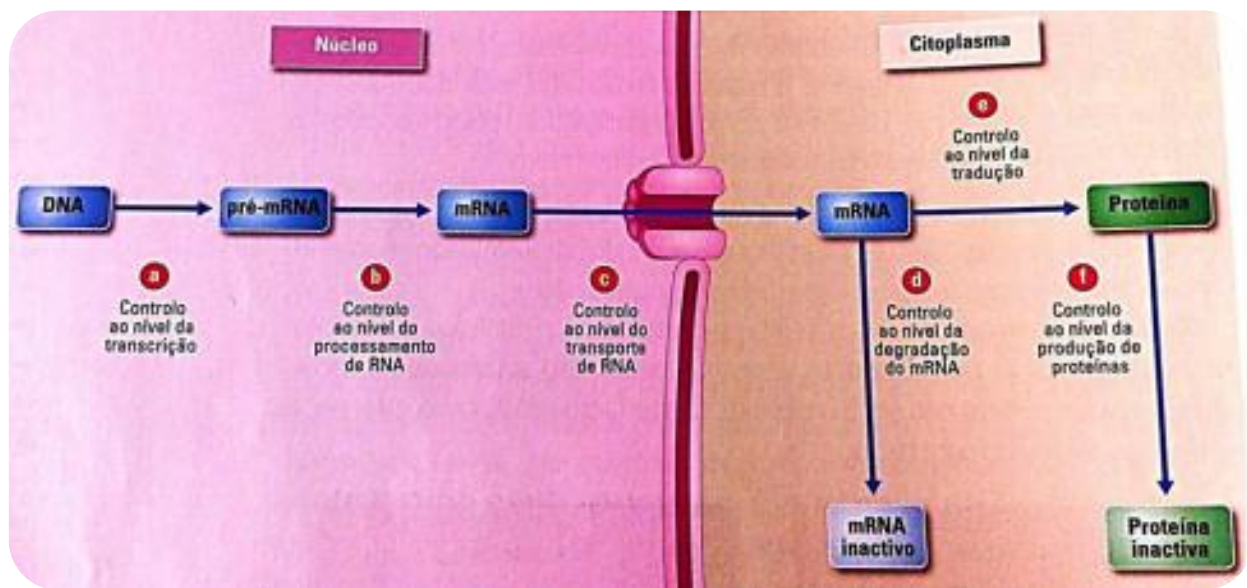 Núcleo
Citoplasma
e
Controlo
ao nível da
tradução
DNA
pré-mRNA
mRNA
mRNA
Proteína
a
Controlo
ao nível da
transcrição
b
Controlo
ao nível do
processamento
de RNA
c
Controlo
ao nível do
transporte
de RNA
d
Controlo
ao nível da
degradação
do mRNA
f
Controlo
ao nível da
produção de
proteínas
mRNA
inactivo
Proteína
inactiva